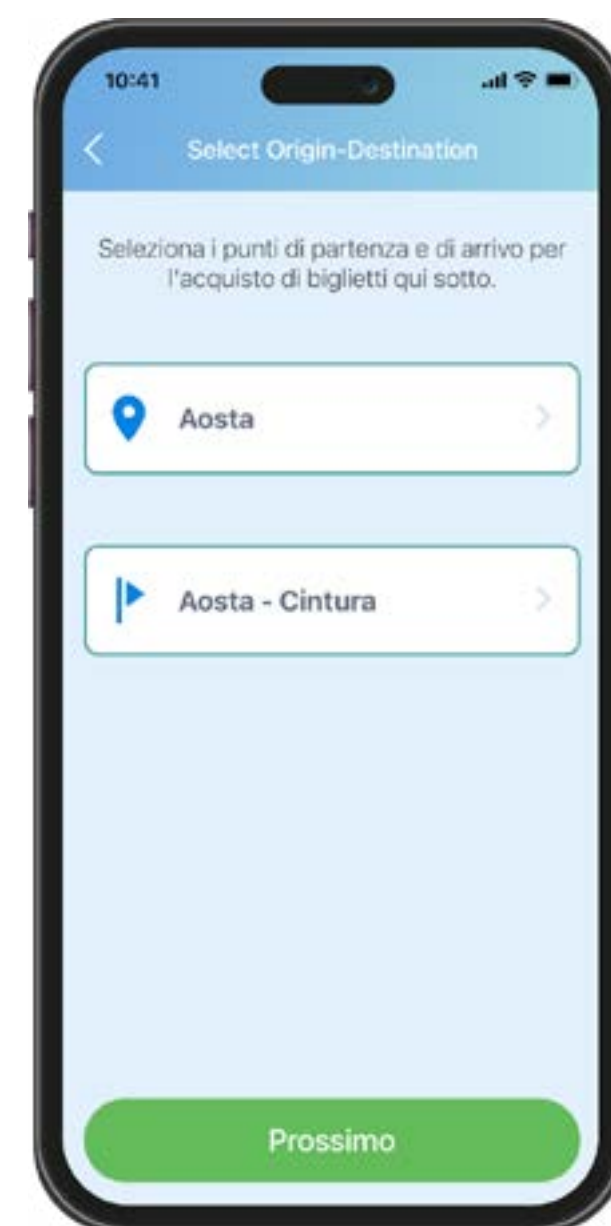 10:41
Select Origin-Destination
Seleziona i punti di partenza e di arrivo per
l'acquisto di biglietti qui sotto.
Aosta
Aosta - Cintura
Prossimo